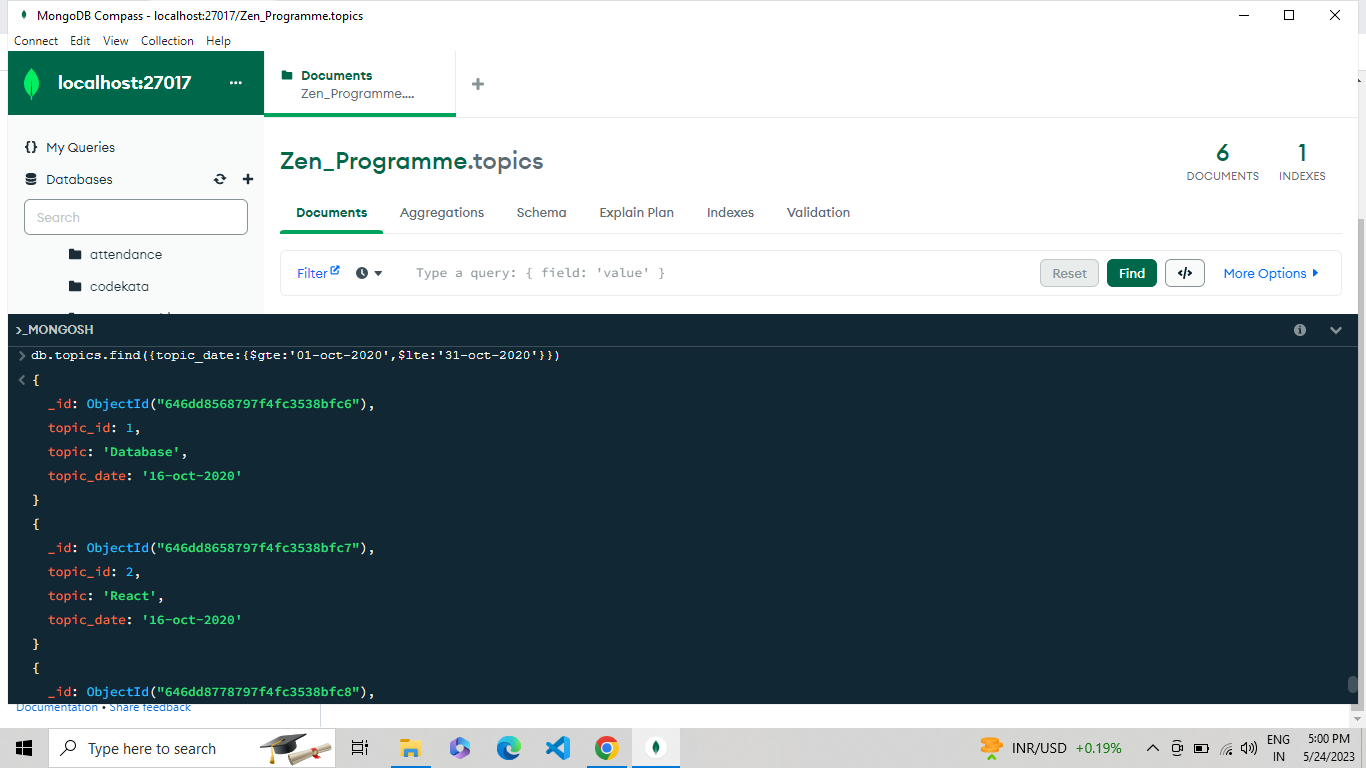 MongoDB Compass - localhost:27017/Zen_Programme.topics
Connect Edit View Collection Help
localhost:27017 ...
Documents
Zen_Programme....
My Queries
Databases
Search
attendance
codekata
Zen_Programme.topics
6
DOCUMENTS
1
INDEXES
Documents Aggregations Schema Explain Plan Indexes Validation
Filter Type a query: { field: 'value' } Reset Find </> More Options
>_MONGOSH
> db.topics.find({topic_date:{$gte:'01-oct-2020',$lte:'31-oct-2020'}})
< {
_id: ObjectId("646dd8568797f4fc3538bfc6"),
topic_id: 1,
topic: 'Database',
topic_date: '16-oct-2020'
}
{
_id: ObjectId("646dd8658797f4fc3538bfc7"),
topic_id: 2,
topic: 'React',
topic_date: '16-oct-2020'
}
{
_id: ObjectId("646dd8778797f4fc3538bfc8"),
Documentation • Share feedback
Type here to search
INR/USD +0.19%
ENG
IN
5:00 PM
5/24/2023